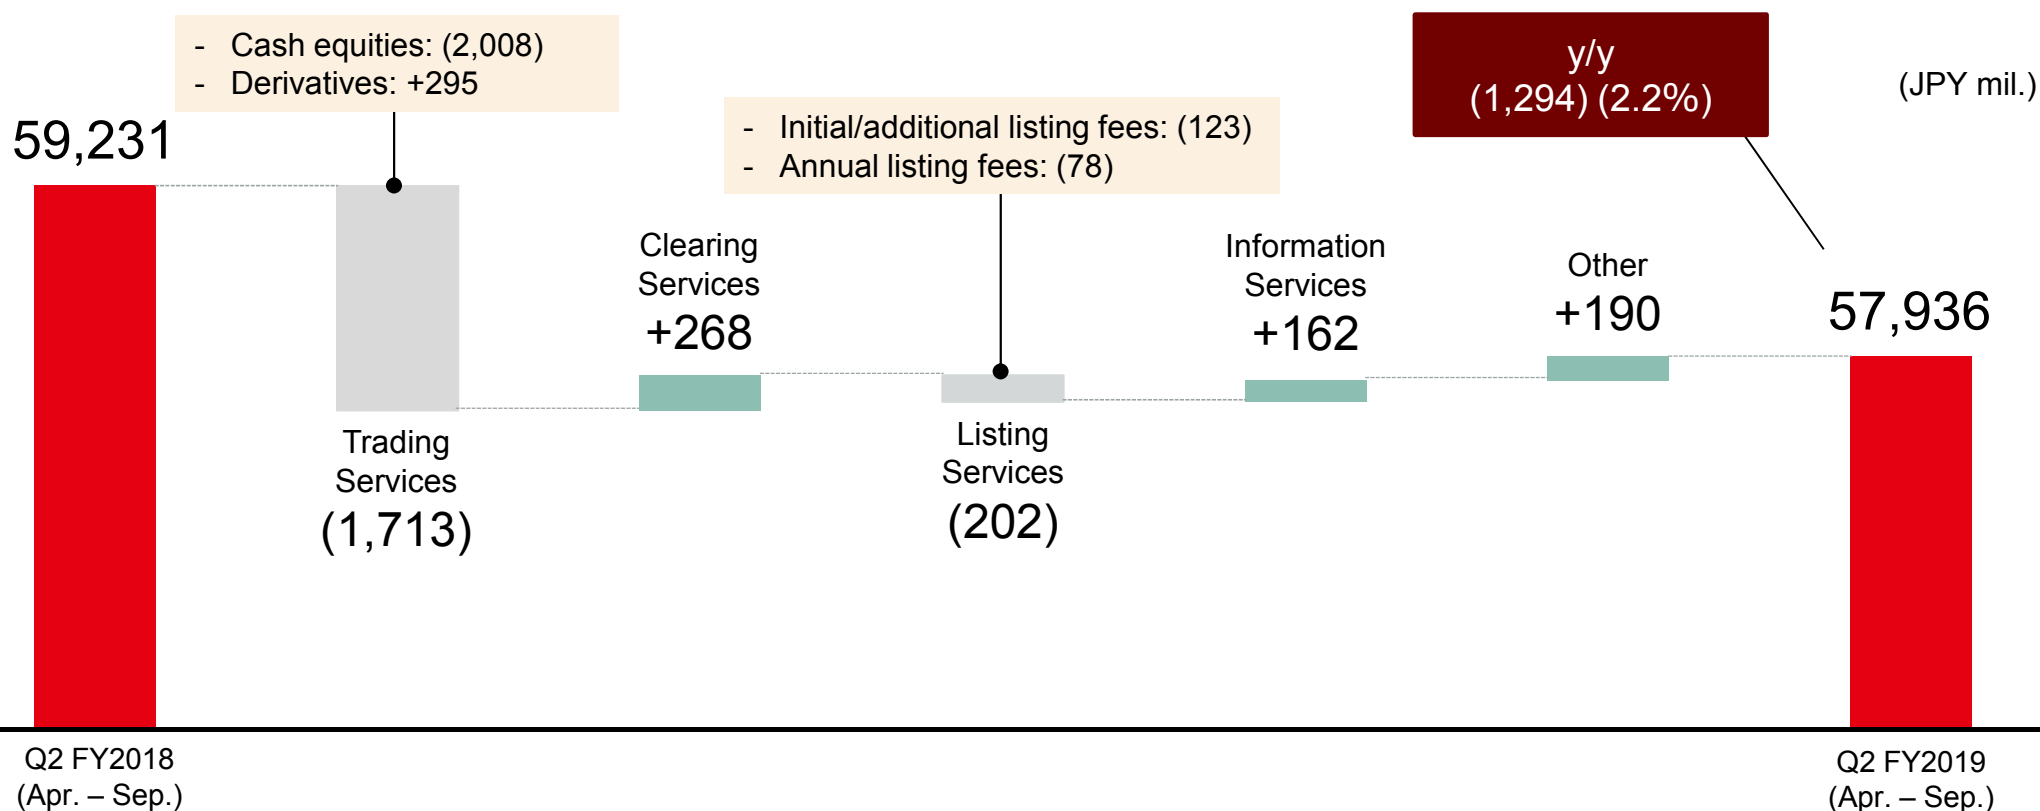 - Cash equities: (2,008)
- Derivatives: +295
y/y
(1,294) (2.2%)
(JPY mil.)
59,231
- Initial/additional listing fees: (123)
- Annual listing fees: (78)
Clearing
Services
+268
Information
Services
+162
Other
+190
57,936
Trading
Services
(1,713)
Listing
Services
(202)
Q2 FY2018
(Apr. – Sep.)
Q2 FY2019
(Apr. – Sep.)